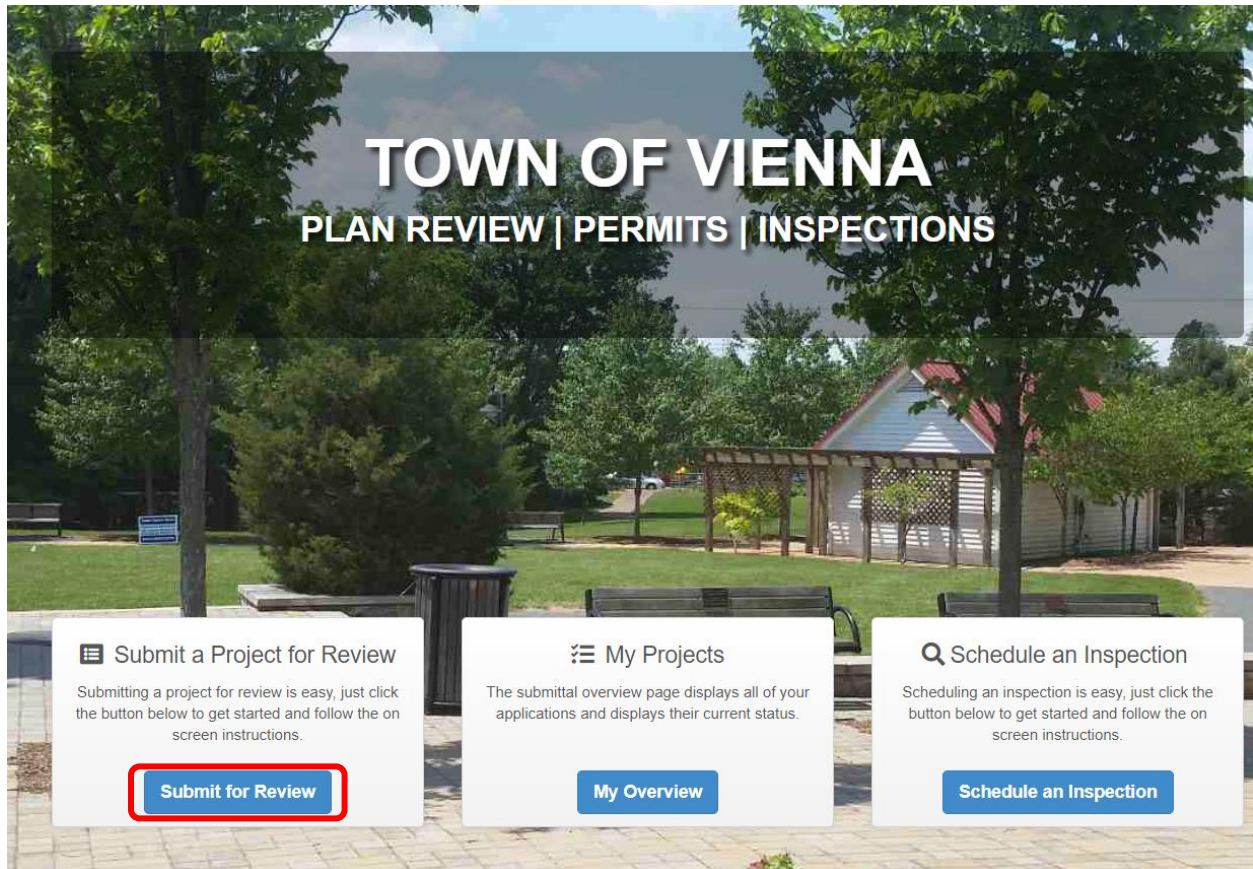 TOWN OF VIENNA
PLAN REVIEW | PERMITS | INSPECTIONS
Submit a Project for Review
Submitting a project for review is easy, just click
the button below to get started and follow the on
screen instructions.
Submit for Review
My Projects
The submittal overview page displays all of your
applications and displays their current status.
My Overview
Schedule an Inspection
Scheduling an inspection is easy, just click the
button below to get started and follow the on
screen instructions.
Schedule an Inspection